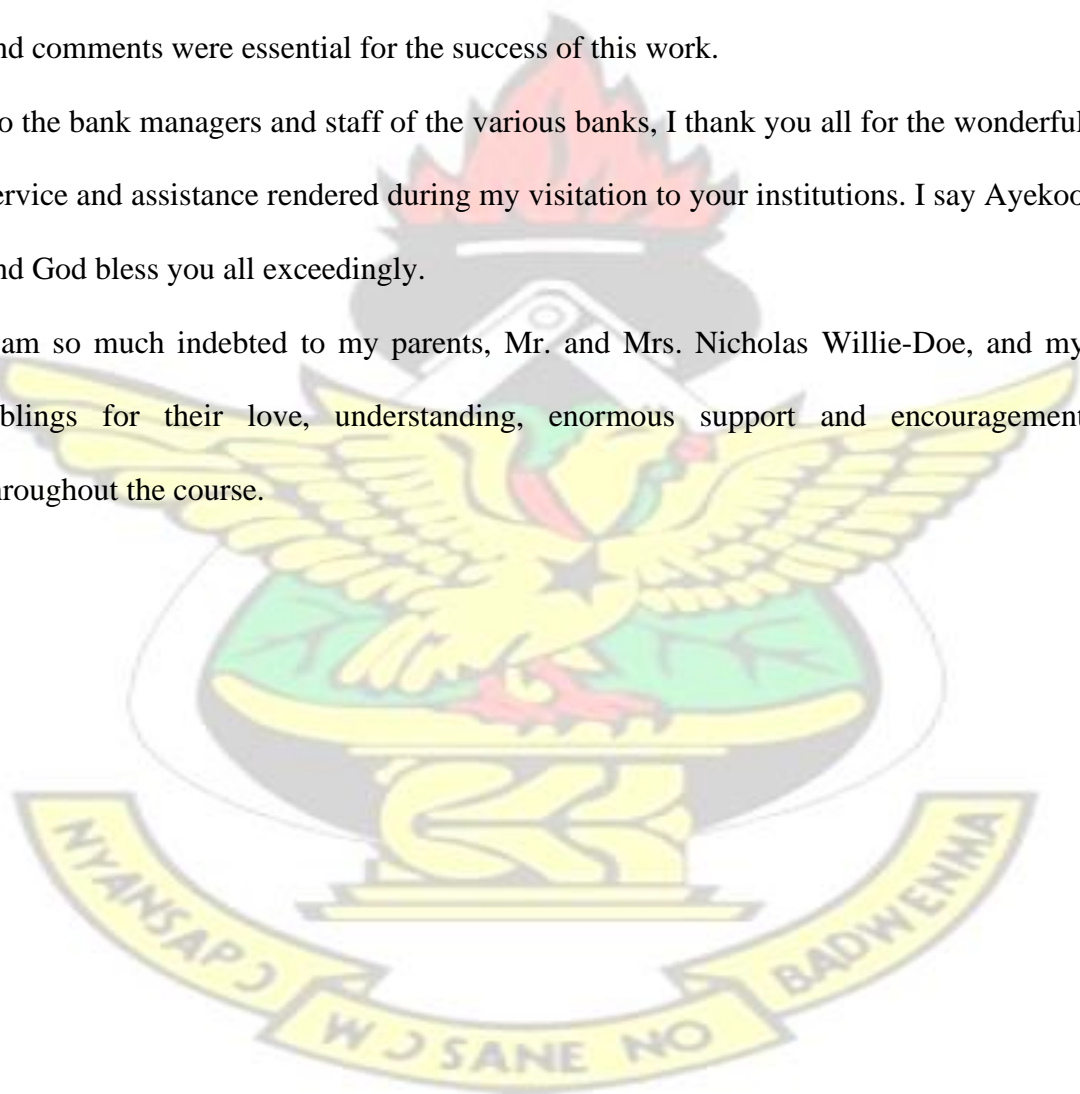 nd comments were essential for the success of this work.
o the bank managers and staff of the various banks, I thank you all for the wonderful
ervice and assistance rendered during my visitation to your institutions. I say Ayekoo
nd God bless you all exceedingly.
am so much indebted to my parents, Mr. and Mrs. Nicholas Willie-Doe, and my
blings for their love, understanding, enormous support and encouragement
hroughout the course.
NYANSAPƆ
WƆSANE NO
BADWENMA